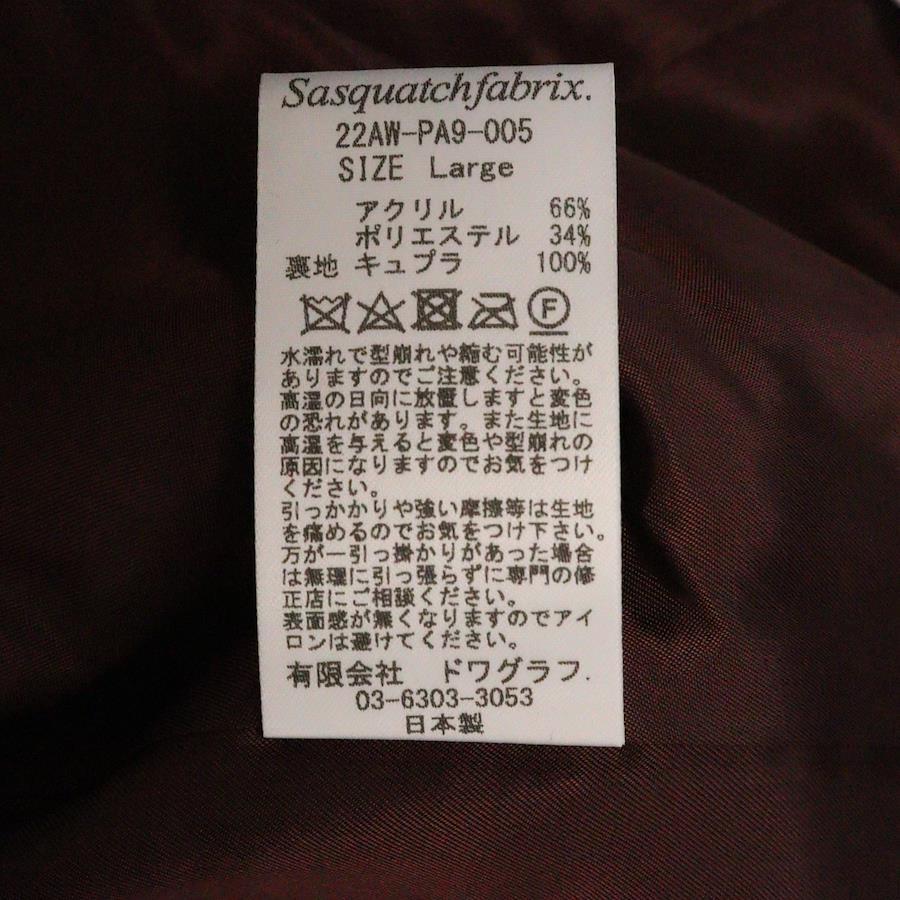 Sasquatchfabrix.
22AW-PA9-005
SIZE Large
アクリル 66%
ポリエステル 34%
裏地 キュプラ 100%
F
水濡れで型崩れや縮む可能性が
ありますのでご注意ください。
高温の日向に放置しますと変色
の恐れがあります。また生地に
高温を与えると変色や型崩れの
原因になりますのでお気をつけ
ください。
引っかかりや強い摩擦等は生地
を痛めるのでお気をつけ下さい。
万が一引っ掛かりがあった場合
は無理に引っ張らずに専門の修
正店にご相談ください。
表面感が無くなりますのでアイ
ロンは避けてください。
有限会社 ドワグラフ.
03-6303-3053
日本製